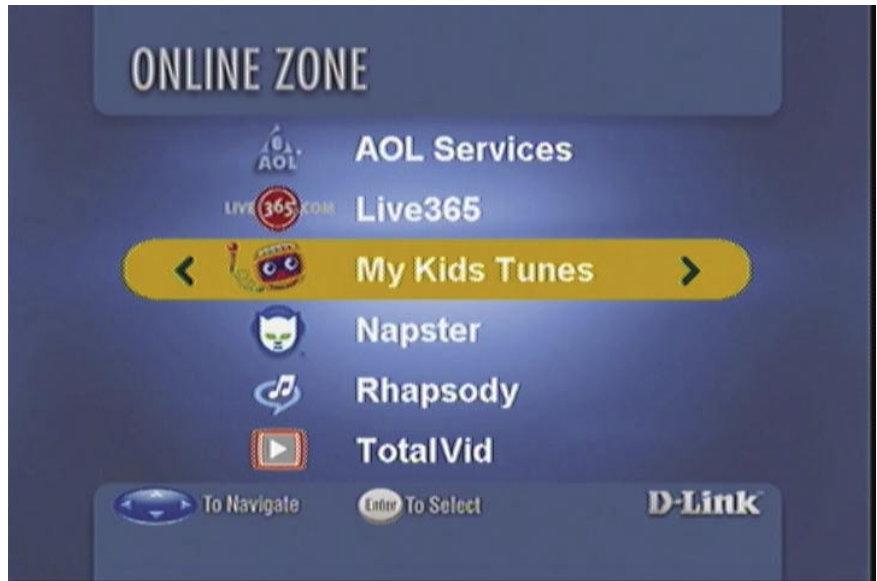 ONLINE ZONE
AOL
AOL Services
LIVE 365 .COM
Live365
My Kids Tunes
Napster
Rhapsody
TotalVid
To Navigate
Enter To Select
D-Link